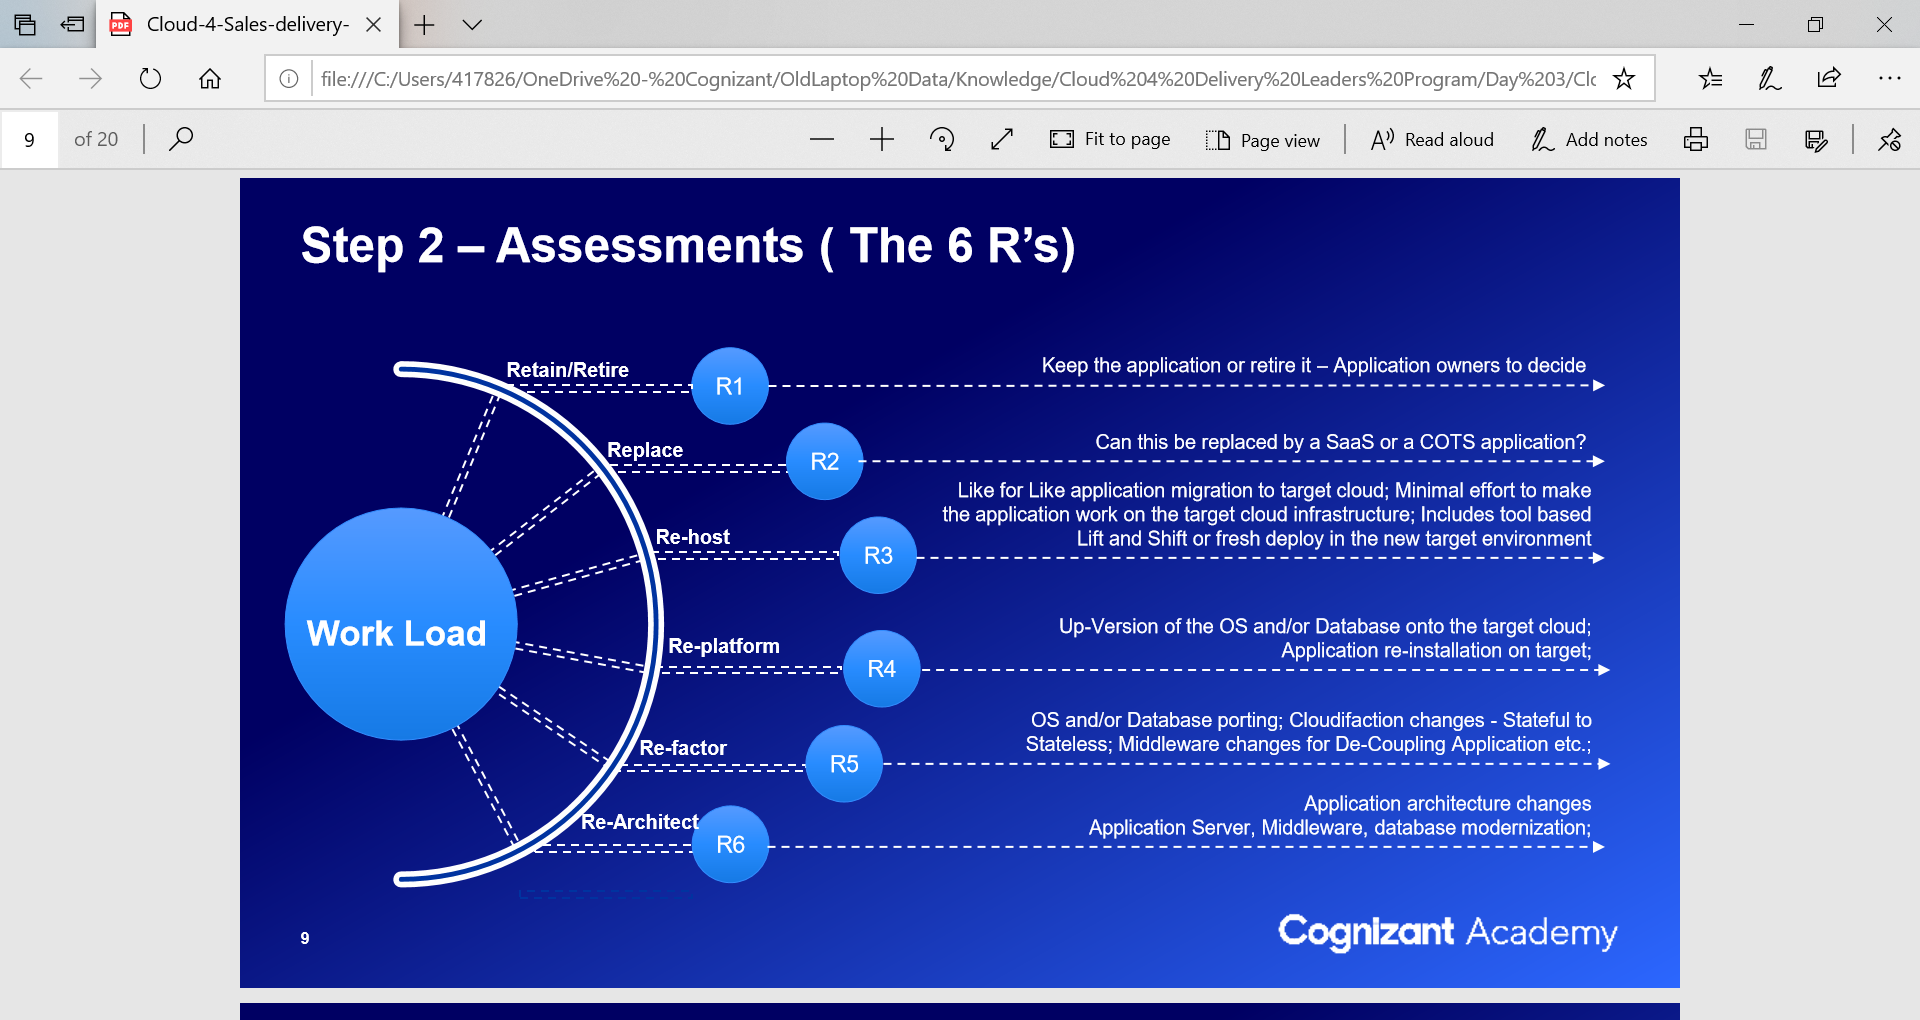 Cloud-4-Sales-delivery-
file:///C:/Users/417826/OneDrive%20-%20Cognizant/OldLaptop%20Data/Knowledge/Cloud%204%20Delivery%20Leaders%20Program/Day%203/Clc
9 of 20
Fit to page
Page view
Read aloud
Add notes
Step 2 – Assessments ( The 6 R’s)
Work Load
Retain/Retire
R1
Keep the application or retire it – Application owners to decide
Replace
R2
Can this be replaced by a SaaS or a COTS application?
Re-host
R3
Like for Like application migration to target cloud; Minimal effort to make
the application work on the target cloud infrastructure; Includes tool based
Lift and Shift or fresh deploy in the new target environment
Re-platform
R4
Up-Version of the OS and/or Database onto the target cloud;
Application re-installation on target;
Re-factor
R5
OS and/or Database porting; Cloudifaction changes - Stateful to
Stateless; Middleware changes for De-Coupling Application etc.;
Re-Architect
R6
Application architecture changes
Application Server, Middleware, database modernization;
9
Cognizant Academy